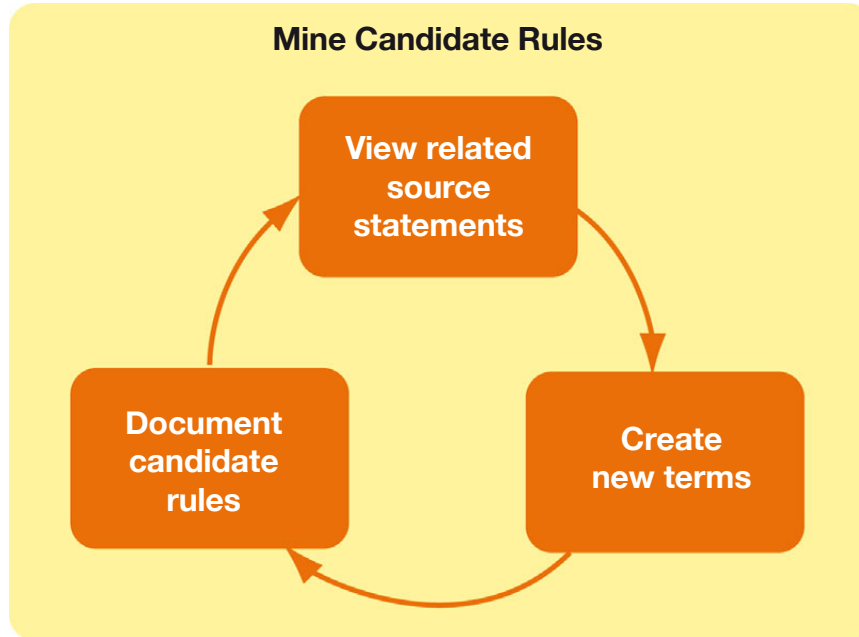 Mine Candidate Rules
View related
source
statements
Create
new terms
Document
candidate
rules